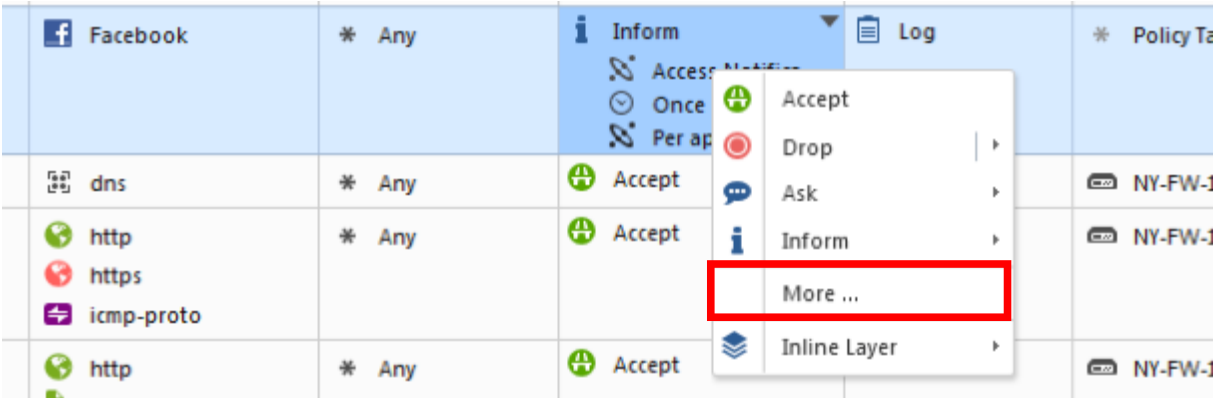 Facebook
Any
Inform
Log
Policy Ta
Access Notifica
Once
Per ap
Accept
Drop
Ask
Inform
More ...
Inline Layer
dns
Any
Accept
NY-FW-1
http
https
icmp-proto
Any
Accept
NY-FW-1
http
Any
Accept
NY-FW-1